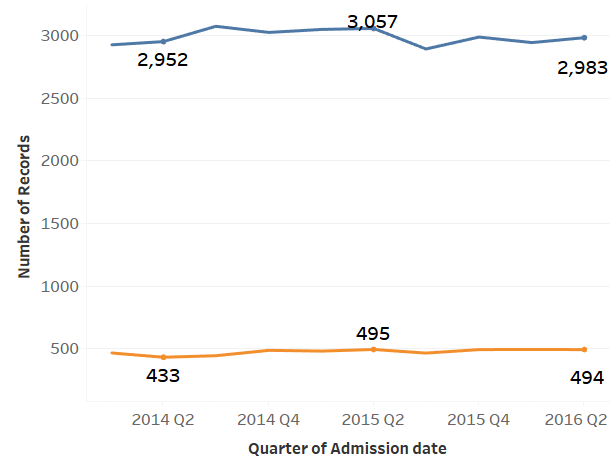 3000
2500
2000
1500
1000
500
Number of Records
3,057
2,952
2,983
495
433
494
2014 Q2
2014 Q4
2015 Q2
2015 Q4
2016 Q2
Quarter of Admission date